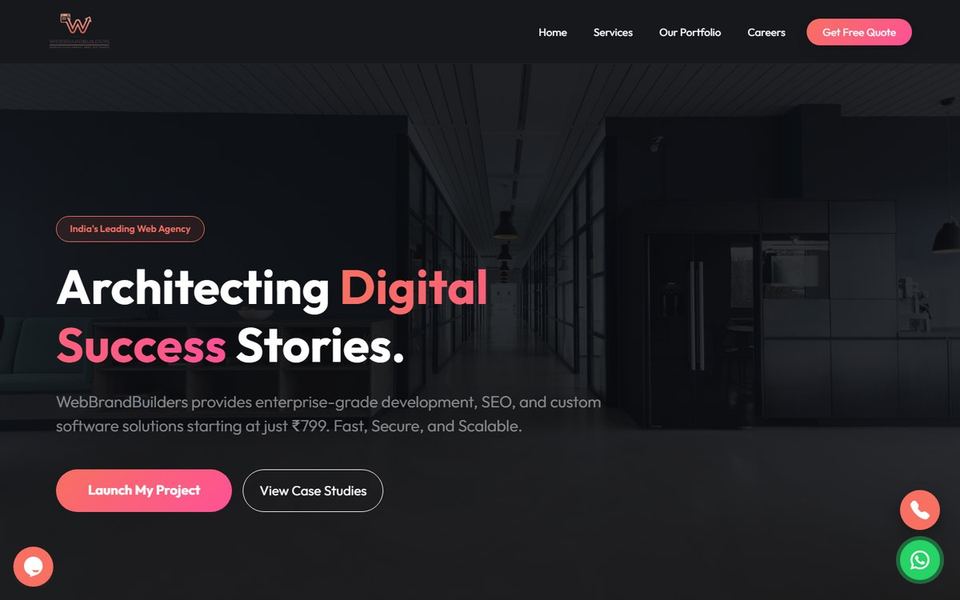 WEBBRANDBUILDERS
Home
Services
Our Portfolio
Careers
Get Free Quote
India's Leading Web Agency
Architecting Digital
Success Stories.
WebBrandBuilders provides enterprise-grade development, SEO, and custom
software solutions starting at just ₹799. Fast, Secure, and Scalable.
Launch My Project
View Case Studies